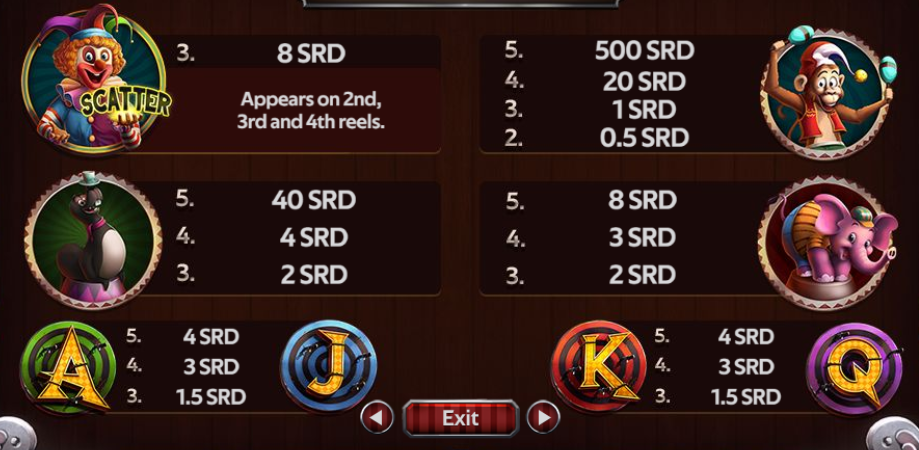 SCATTER
3. 8 SRD
Appears on 2nd,
3rd and 4th reels.
5. 500 SRD
4. 20 SRD
3. 1 SRD
2. 0.5 SRD
5. 40 SRD
4. 4 SRD
3. 2 SRD
5. 8 SRD
4. 3 SRD
3. 2 SRD
A
5. 4 SRD
4. 3 SRD
3. 1.5 SRD
J
K
5. 4 SRD
4. 3 SRD
3. 1.5 SRD
Q
Exit